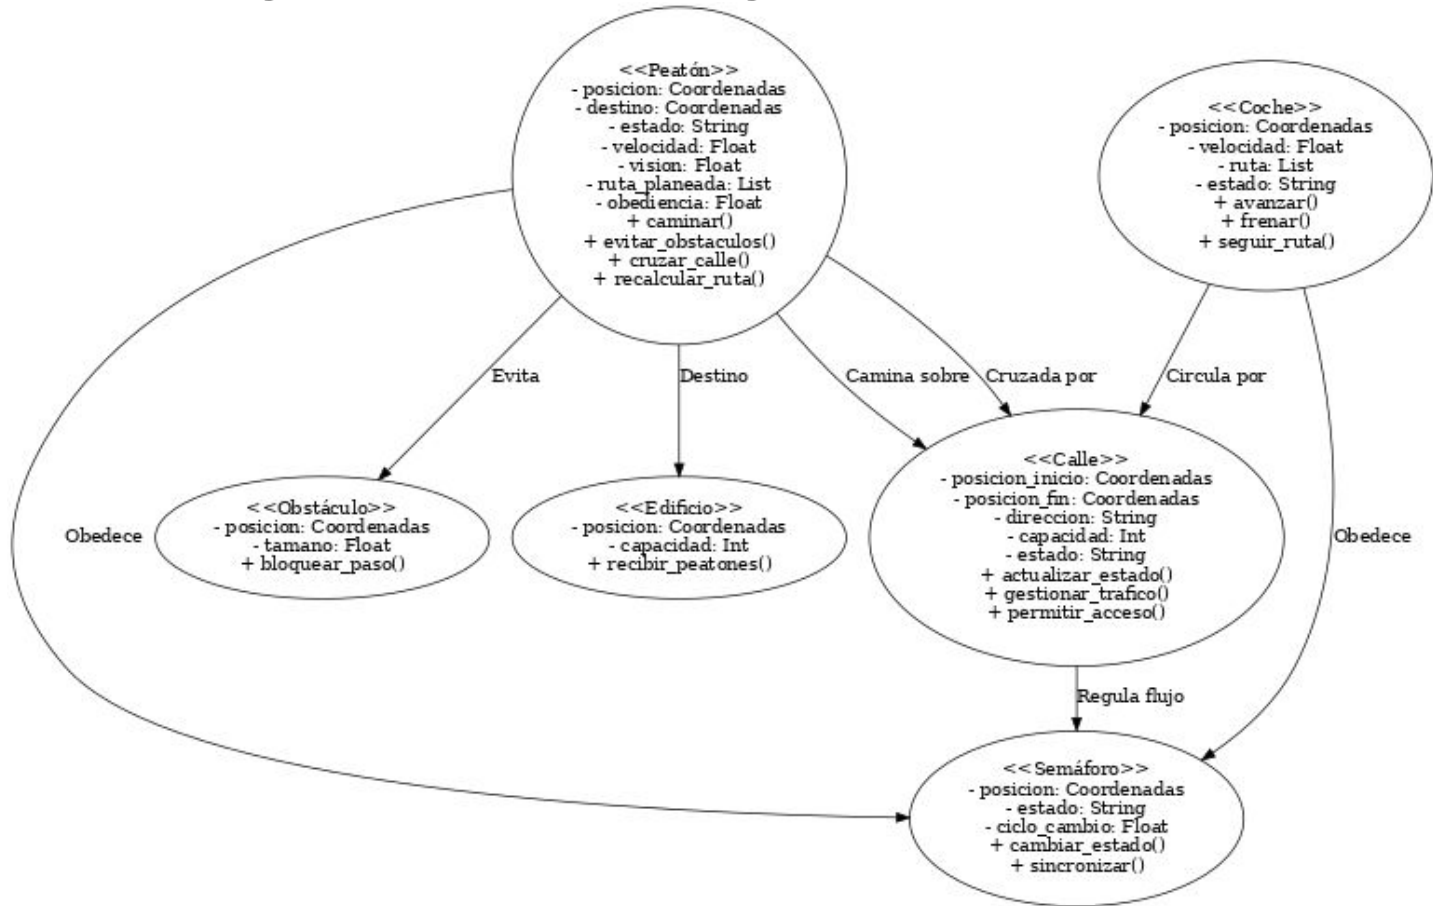 <<Peatón>>
- posicion: Coordenadas
- destino: Coordenadas
- estado: String
- velocidad: Float
- vision: Float
- ruta_planeada: List
- obediencia: Float
+ caminar()
+ evitar_obstaculos()
+ cruzar_calle()
+ recalcular_ruta()
<<Coche>>
- posicion: Coordenadas
- velocidad: Float
- ruta: List
- estado: String
+ avanzar()
+ frenar()
+ seguir_ruta()
Evita
Destino
Camina sobre
Cruzada por
Circula por
Obedece
<<Obstáculo>>
- posicion: Coordenadas
- tamano: Float
+ bloquear_paso()
<<Edificio>>
- posicion: Coordenadas
- capacidad: Int
+ recibir_peatones()
<<Calle>>
- posicion_inicio: Coordenadas
- posicion_fin: Coordenadas
- direccion: String
- capacidad: Int
- estado: String
+ actualizar_estado()
+ gestionar_trafico()
+ permitir_acceso()
Obedece
Regula flujo
<<Semáforo>>
- posicion: Coordenadas
- estado: String
- ciclo_cambio: Float
+ cambiar_estado()
+ sincronizar()